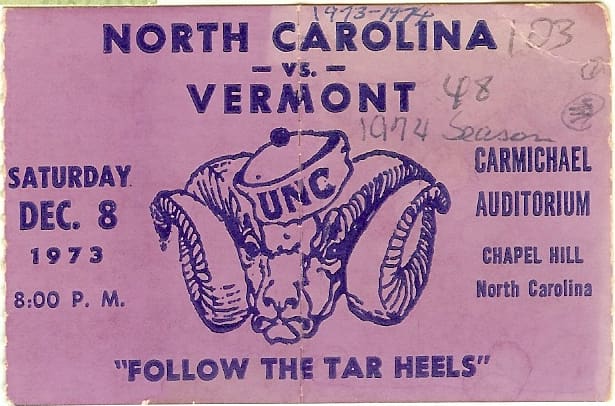 1973-1974
NORTH CAROLINA
103
- VS. -
VERMONT
48
1974 Season
SATURDAY
DEC. 8
1973
8:00 P. M.
UNC
CARMICHAEL
AUDITORIUM
CHAPEL HILL
North Carolina
"FOLLOW THE TAR HEELS"